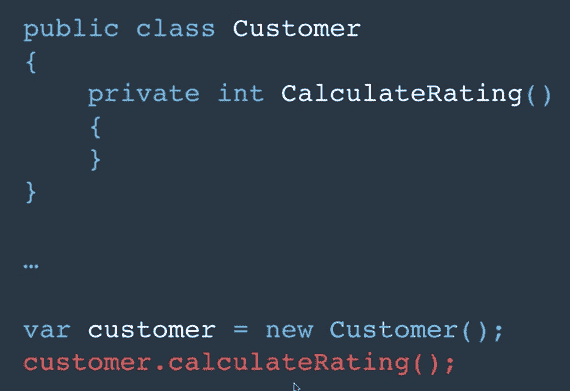 public class Customer
{
    private int CalculateRating()
    {
    }
}
…
var customer = new Customer();
customer.calculateRating();